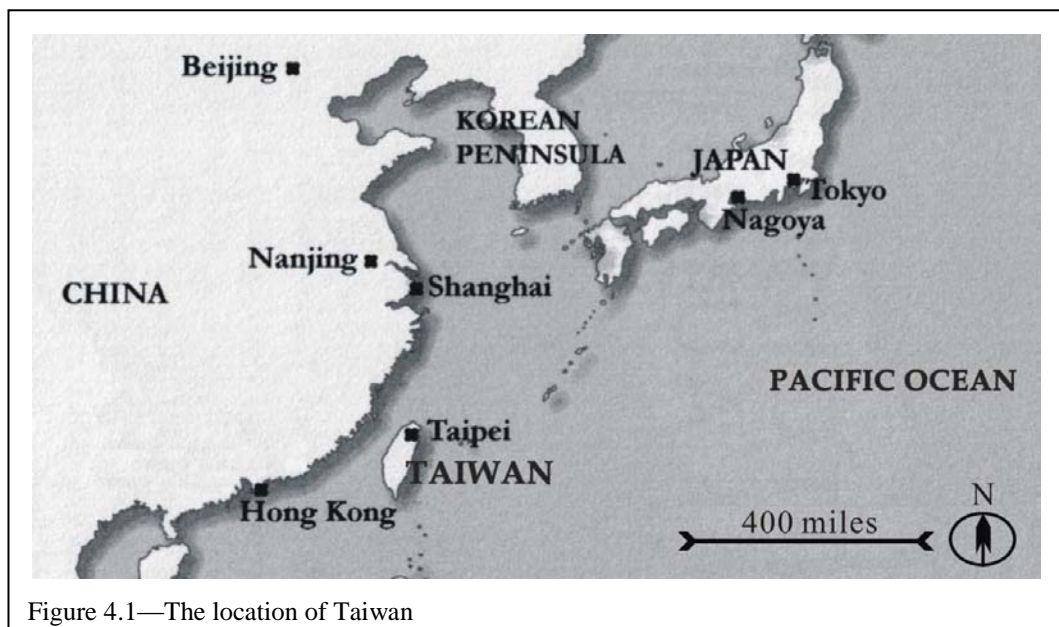 Beijing
KOREAN
PENINSULA
JAPAN
Tokyo
Nagoya
Nanjing
Shanghai
CHINA
PACIFIC OCEAN
Taipei
TAIWAN
Hong Kong
400 miles
N
Figure 4.1—The location of Taiwan